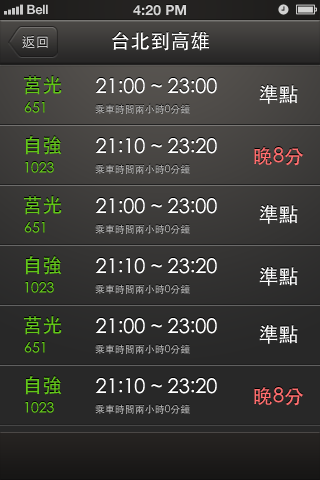 Bell 4:20 PM
返回 台北到高雄
莒光 21:00 ~ 23:00 準點
651 乘車時間兩小時0分鐘
自強 21:10 ~ 23:20 晚8分
1023 乘車時間兩小時0分鐘
莒光 21:00 ~ 23:00 準點
651 乘車時間兩小時0分鐘
自強 21:10 ~ 23:20 準點
1023 乘車時間兩小時0分鐘
莒光 21:00 ~ 23:00 準點
651 乘車時間兩小時0分鐘
自強 21:10 ~ 23:20 晚8分
1023 乘車時間兩小時0分鐘